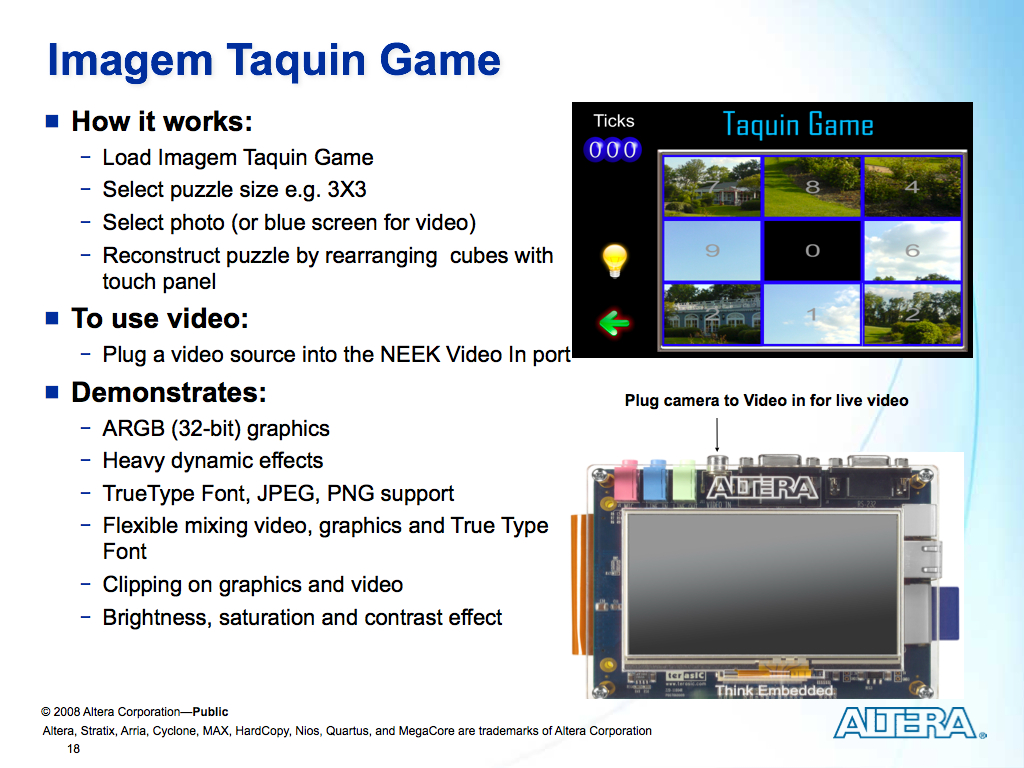 Imagem Taquin Game
■ How it works:
– Load Imagem Taquin Game
– Select puzzle size e.g. 3X3
– Select photo (or blue screen for video)
– Reconstruct puzzle by rearranging cubes with
touch panel
■ To use video:
– Plug a video source into the NEEK Video In port
■ Demonstrates:
– ARGB (32-bit) graphics
– Heavy dynamic effects
– TrueType Font, JPEG, PNG support
– Flexible mixing video, graphics and True Type
Font
– Clipping on graphics and video
– Brightness, saturation and contrast effect
Ticks
000
Taquin Game
7 8 4
9 0 6
2 1 2
Plug camera to Video in for live video
ALTERA
VIDEO IN
terasic
www.terasic.com
Think Embedded
© 2008 Altera Corporation—Public
Altera, Stratix, Arria, Cyclone, MAX, HardCopy, Nios, Quartus, and MegaCore are trademarks of Altera Corporation
18
ALTERA®